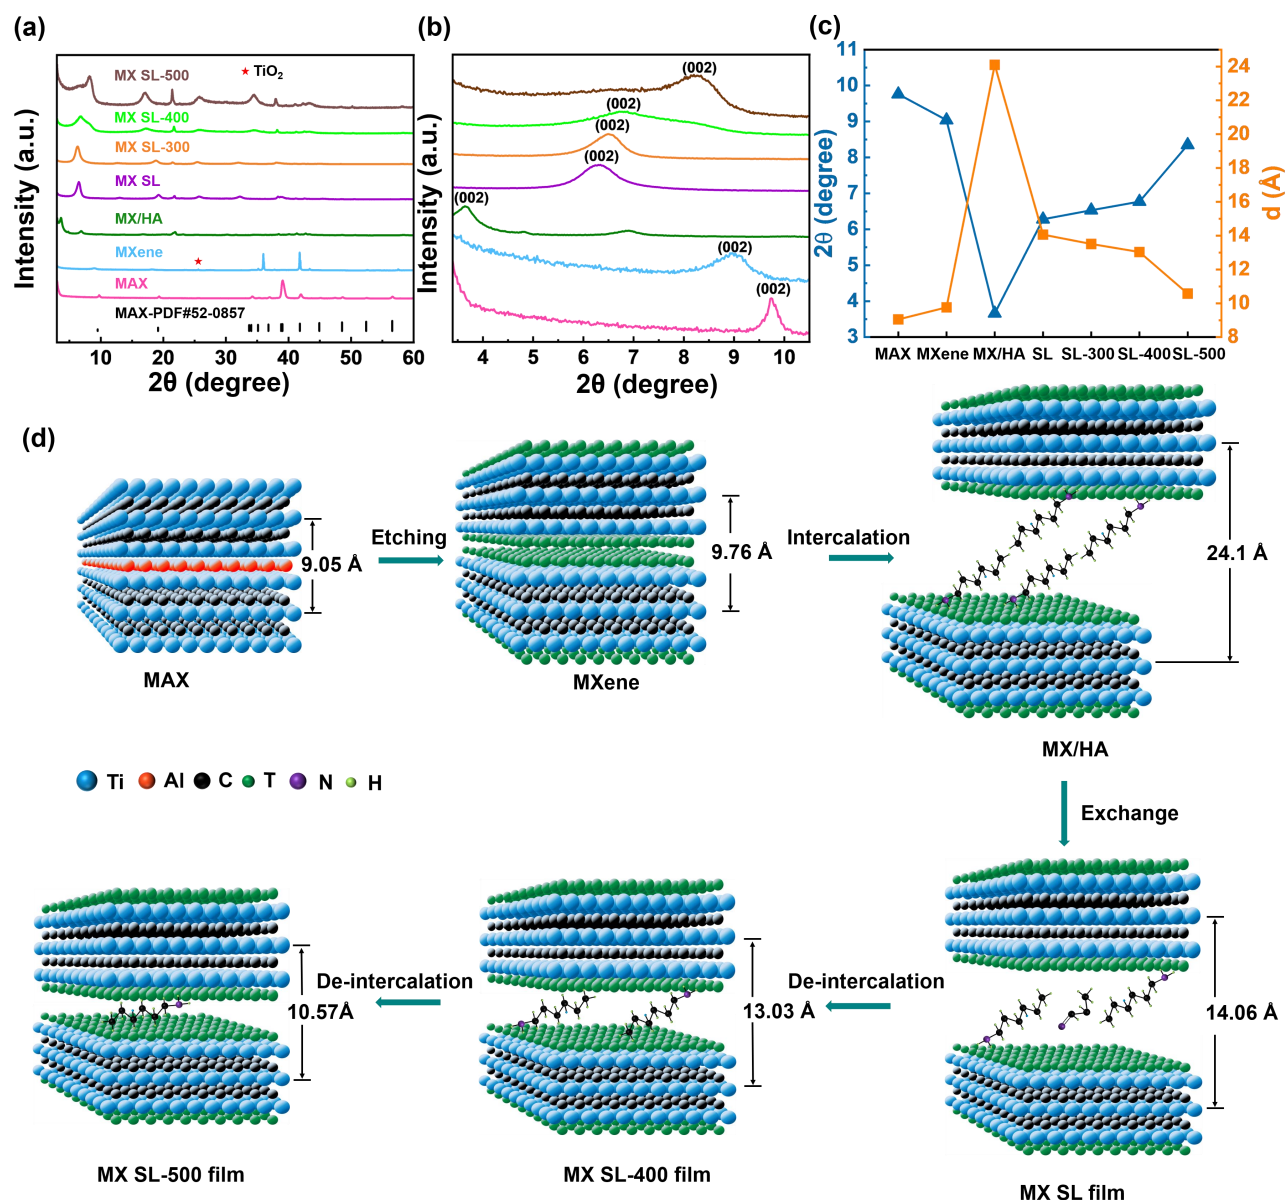 (a)
MX SL-500
★ TiO₂
MX SL-400
MX SL-300
MX SL
MX/HA
MXene
MAX
MAX-PDF#52-0857
Intensity (a.u.)
10 20 30 40 50 60
2θ (degree)
(b)
(002)
(002)
(002)
(002)
(002)
(002)
(002)
Intensity (a.u.)
4 5 6 7 8 9 10
2θ (degree)
(c)
11
10
9
8
7
6
5
4
3
2θ (degree)
24
22
20
18
16
14
12
10
8
d (Å)
MAX MXene MX/HA SL SL-300 SL-400 SL-500
(d)
9.05 Å
MAX
Etching
9.76 Å
MXene
Intercalation
24.1 Å
MX/HA
Ti Al C T N H
Exchange
14.06 Å
MX SL film
De-intercalation
13.03 Å
MX SL-400 film
De-intercalation
10.57Å
MX SL-500 film